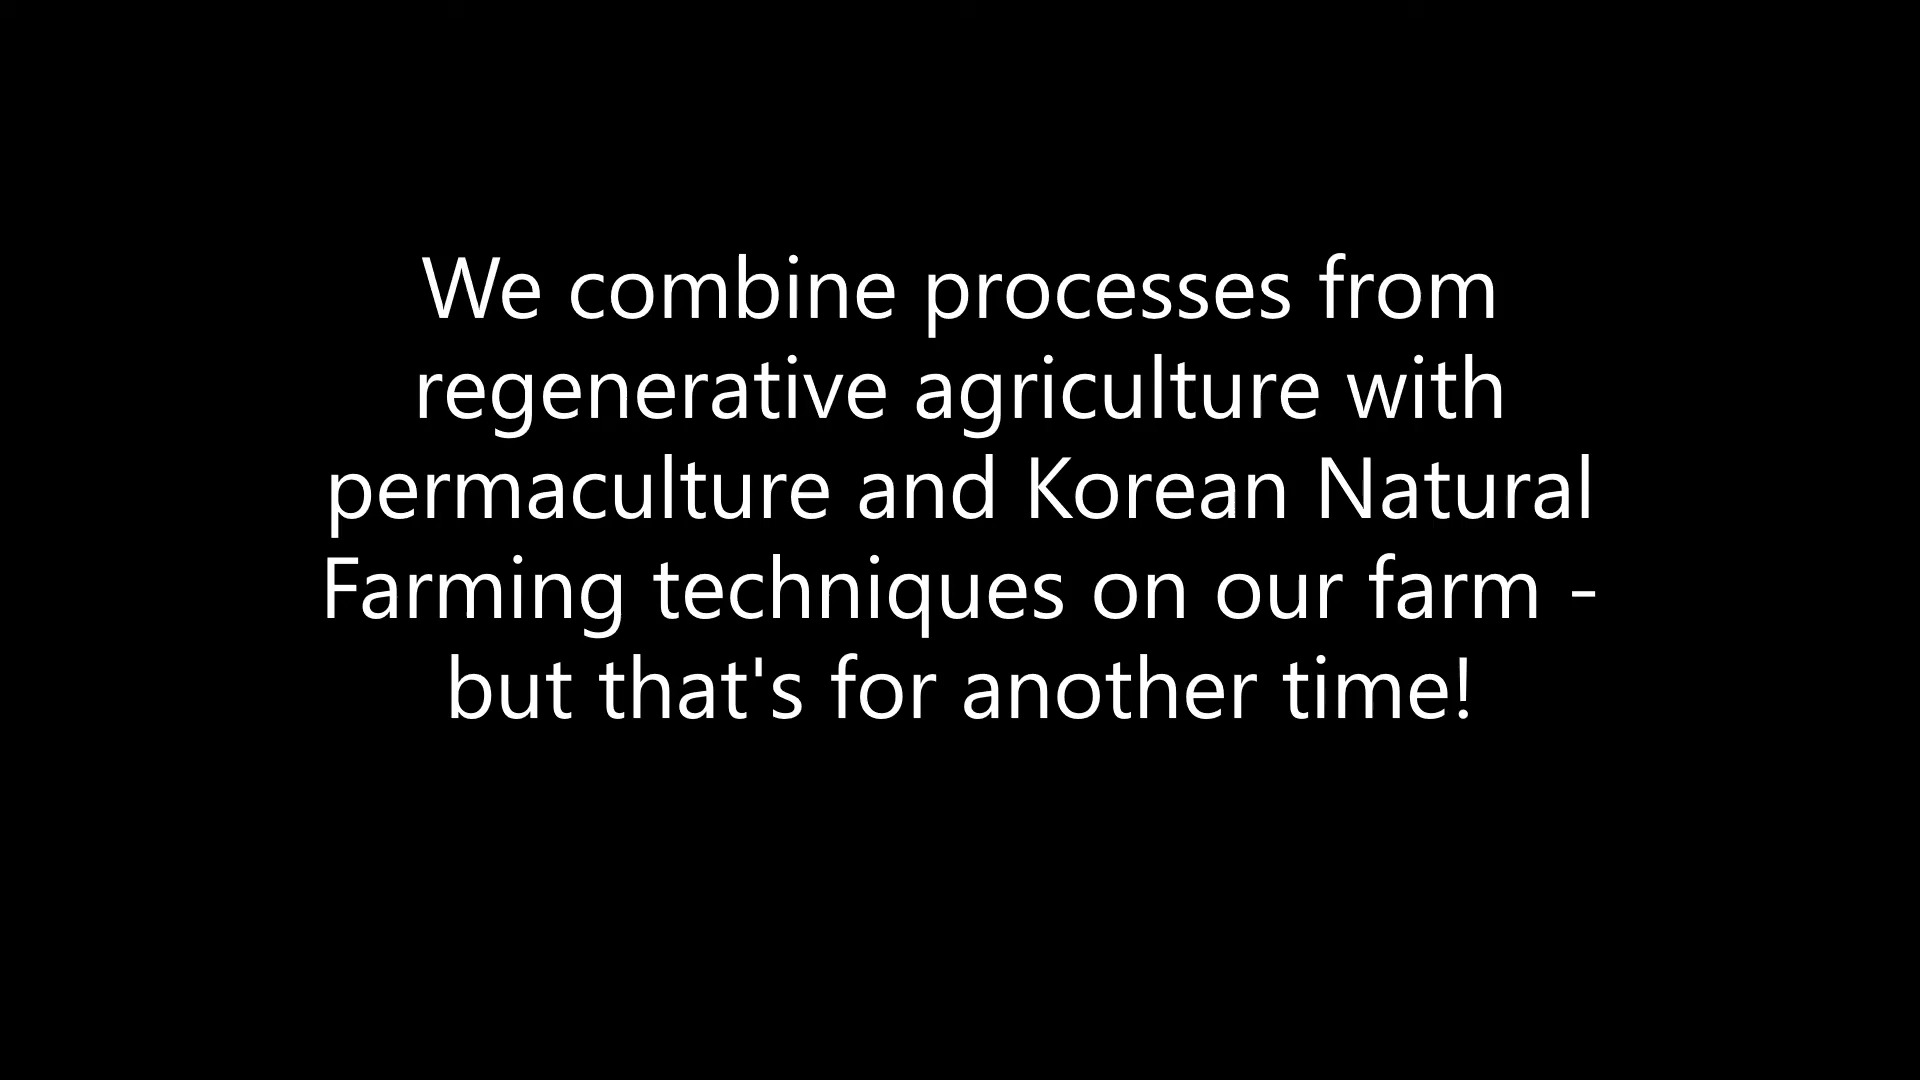 We combine processes from
regenerative agriculture with
permaculture and Korean Natural
Farming techniques on our farm -
but that's for another time!